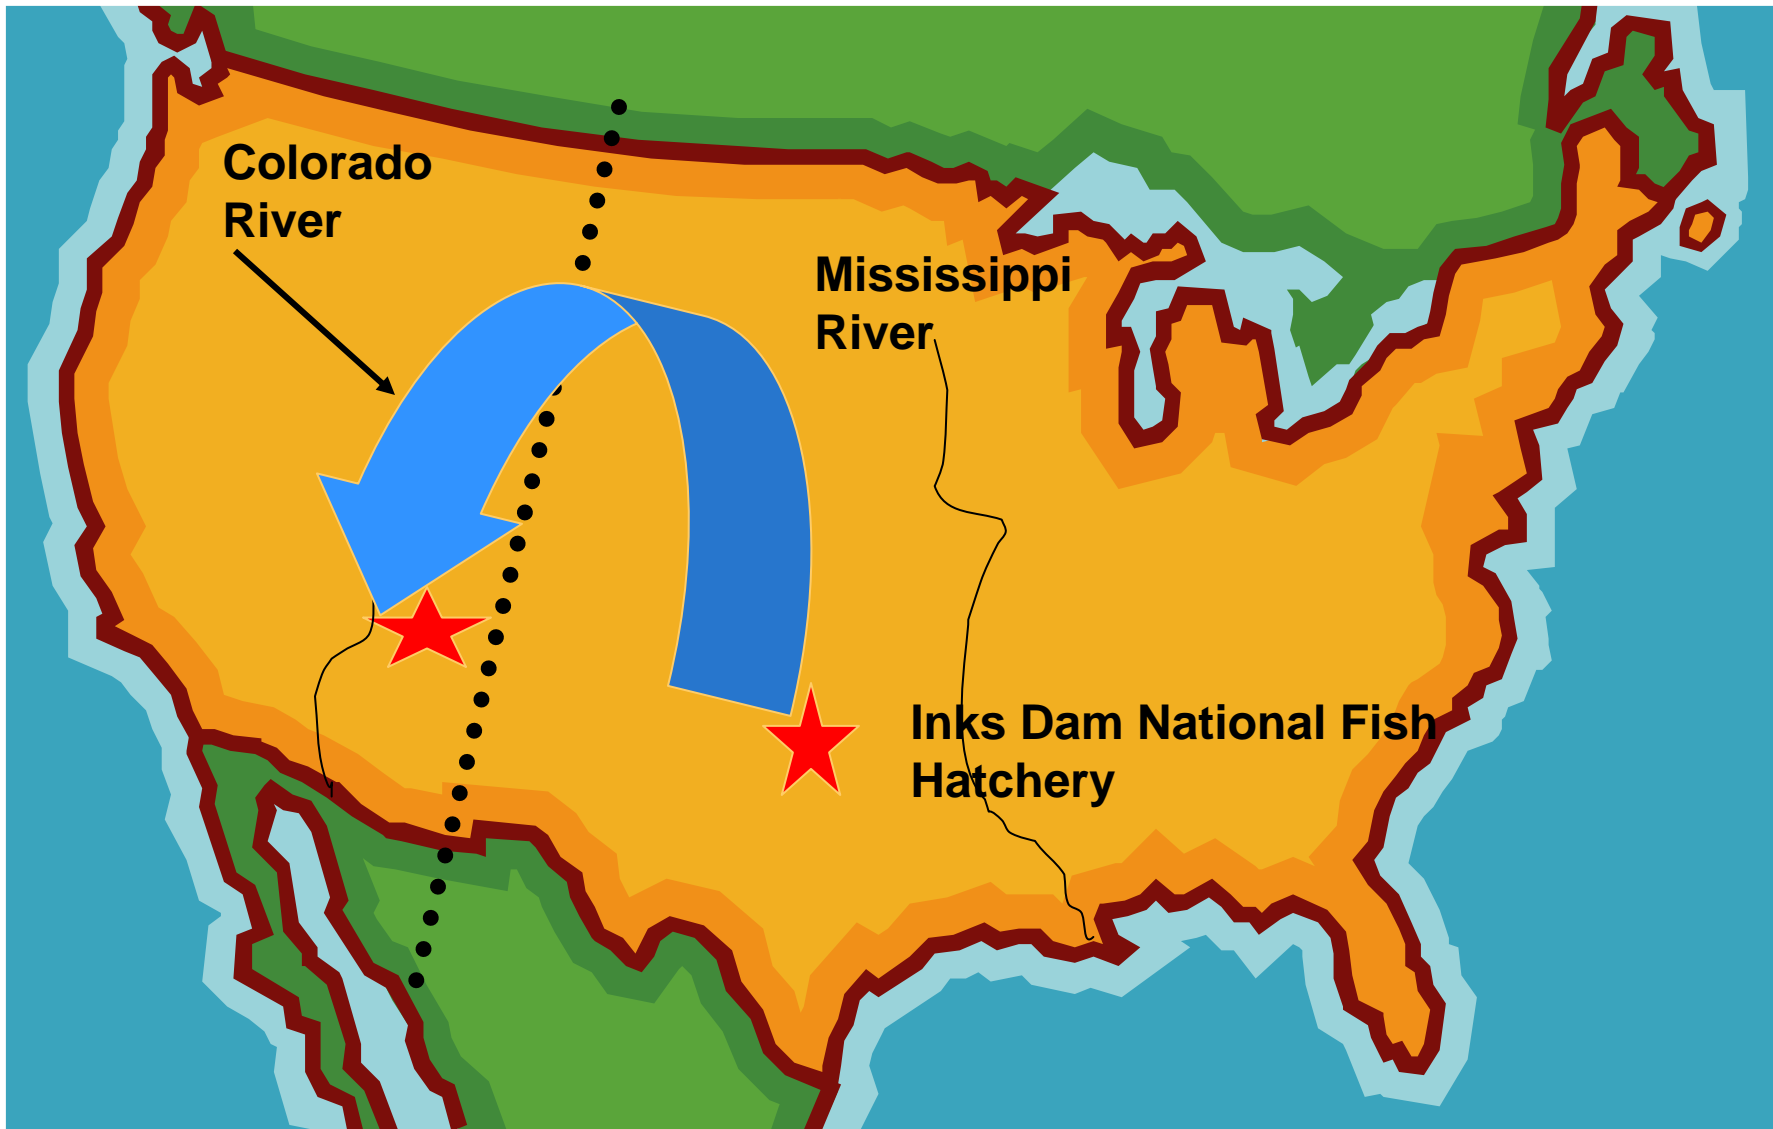 Colorado
River
Mississippi
River
Inks Dam National Fish
Hatchery